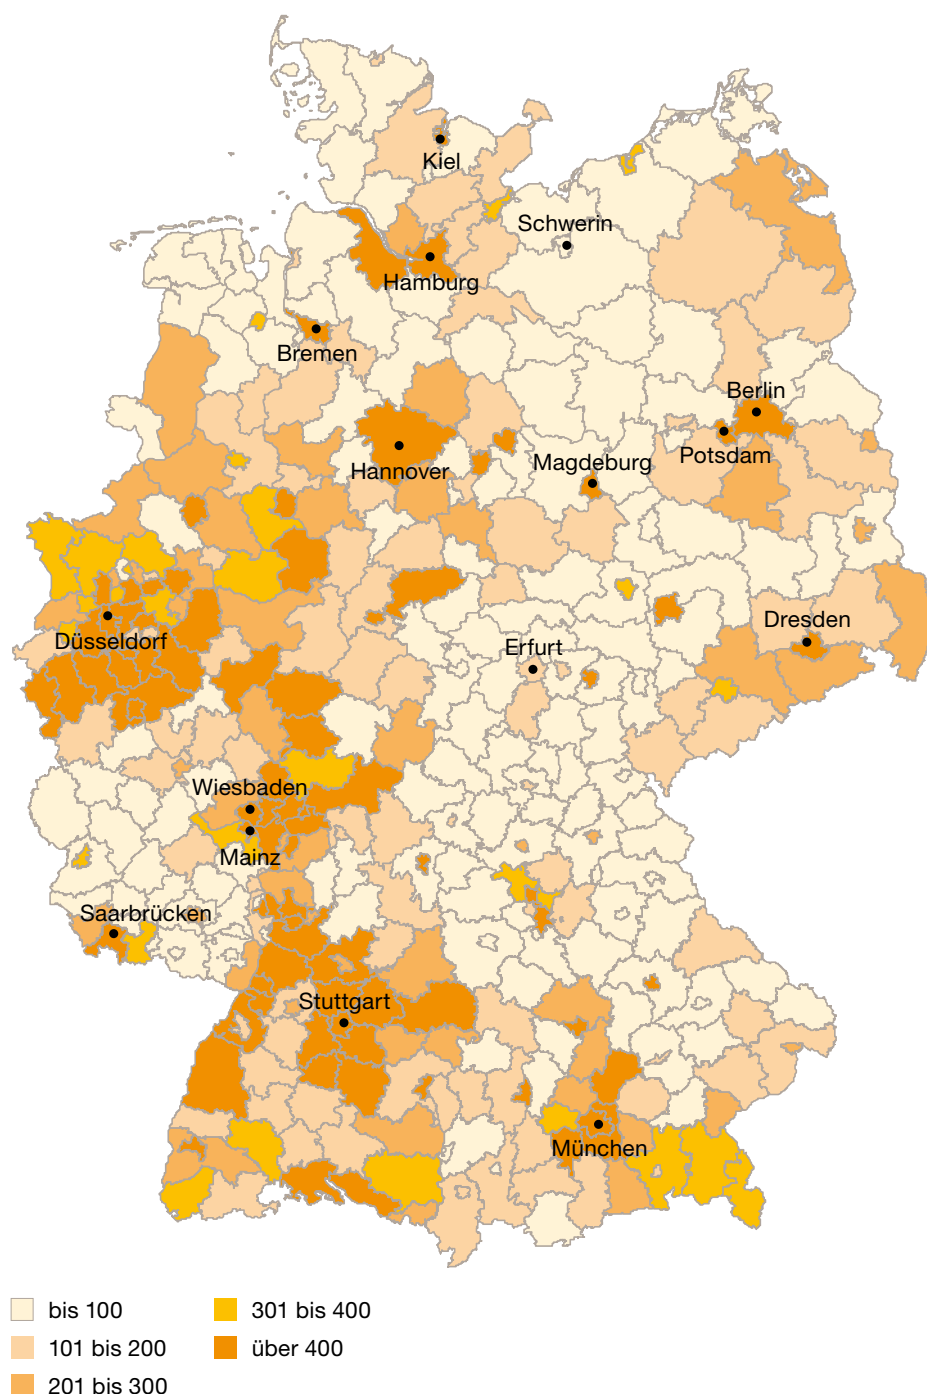 Kiel
Schwerin
Hamburg
Bremen
Berlin
Hannover
Magdeburg
Potsdam
Düsseldorf
Dresden
Erfurt
Wiesbaden
Mainz
Saarbrücken
Stuttgart
München
bis 100
101 bis 200
201 bis 300
301 bis 400
über 400